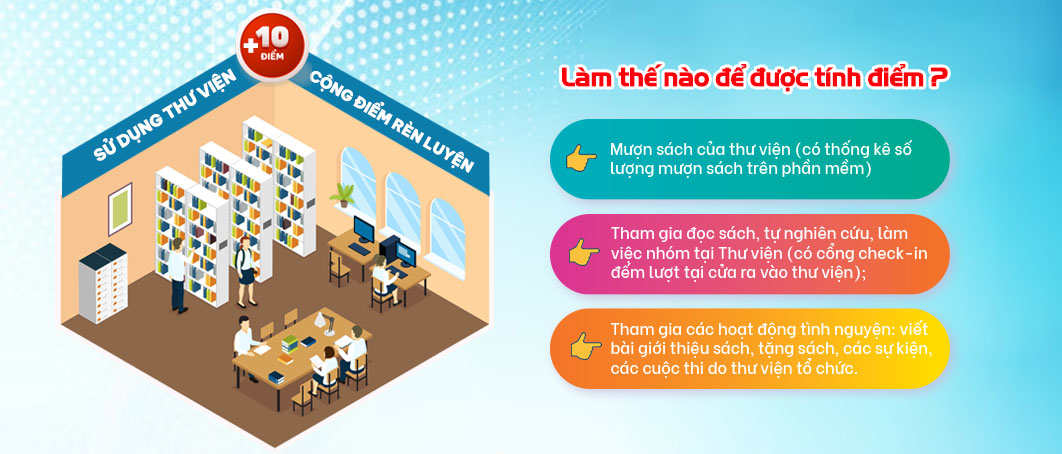 +10
ĐIỂM
SỬ DỤNG THƯ VIỆN
CỘNG ĐIỂM RÈN LUYỆN
Làm thế nào để được tính điểm ?
Mượn sách của thư viện (có thống kê số
lượng mượn sách trên phần mềm)
Tham gia đọc sách, tự nghiên cứu, làm
việc nhóm tại Thư viện (có cổng check-in
đếm lượt tại cửa ra vào thư viện);
Tham gia các hoạt động tình nguyện: viết
bài giới thiệu sách, tặng sách, các sự kiện,
các cuộc thi do thư viện tổ chức.